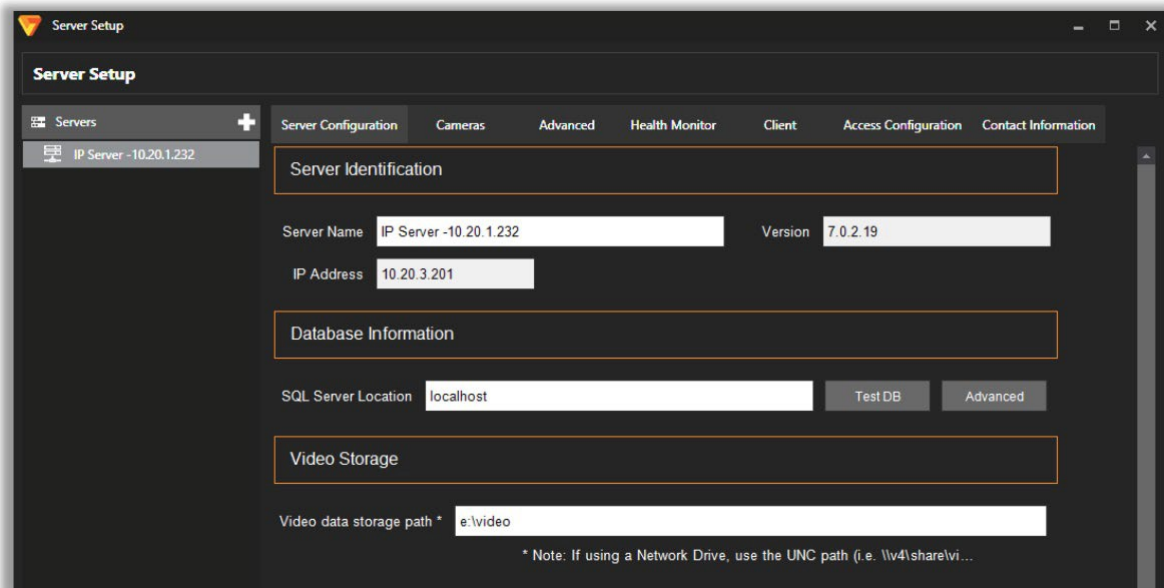 Server Setup
Server Setup
Servers
IP Server -10.20.1.232
Server Configuration Cameras Advanced Health Monitor Client Access Configuration Contact Information
Server Identification
Server Name IP Server -10.20.1.232 Version 7.0.2.19
IP Address 10.20.3.201
Database Information
SQL Server Location localhost Test DB Advanced
Video Storage
Video data storage path * e:\video
* Note: If using a Network Drive, use the UNC path (i.e. \\v4\share\vi...